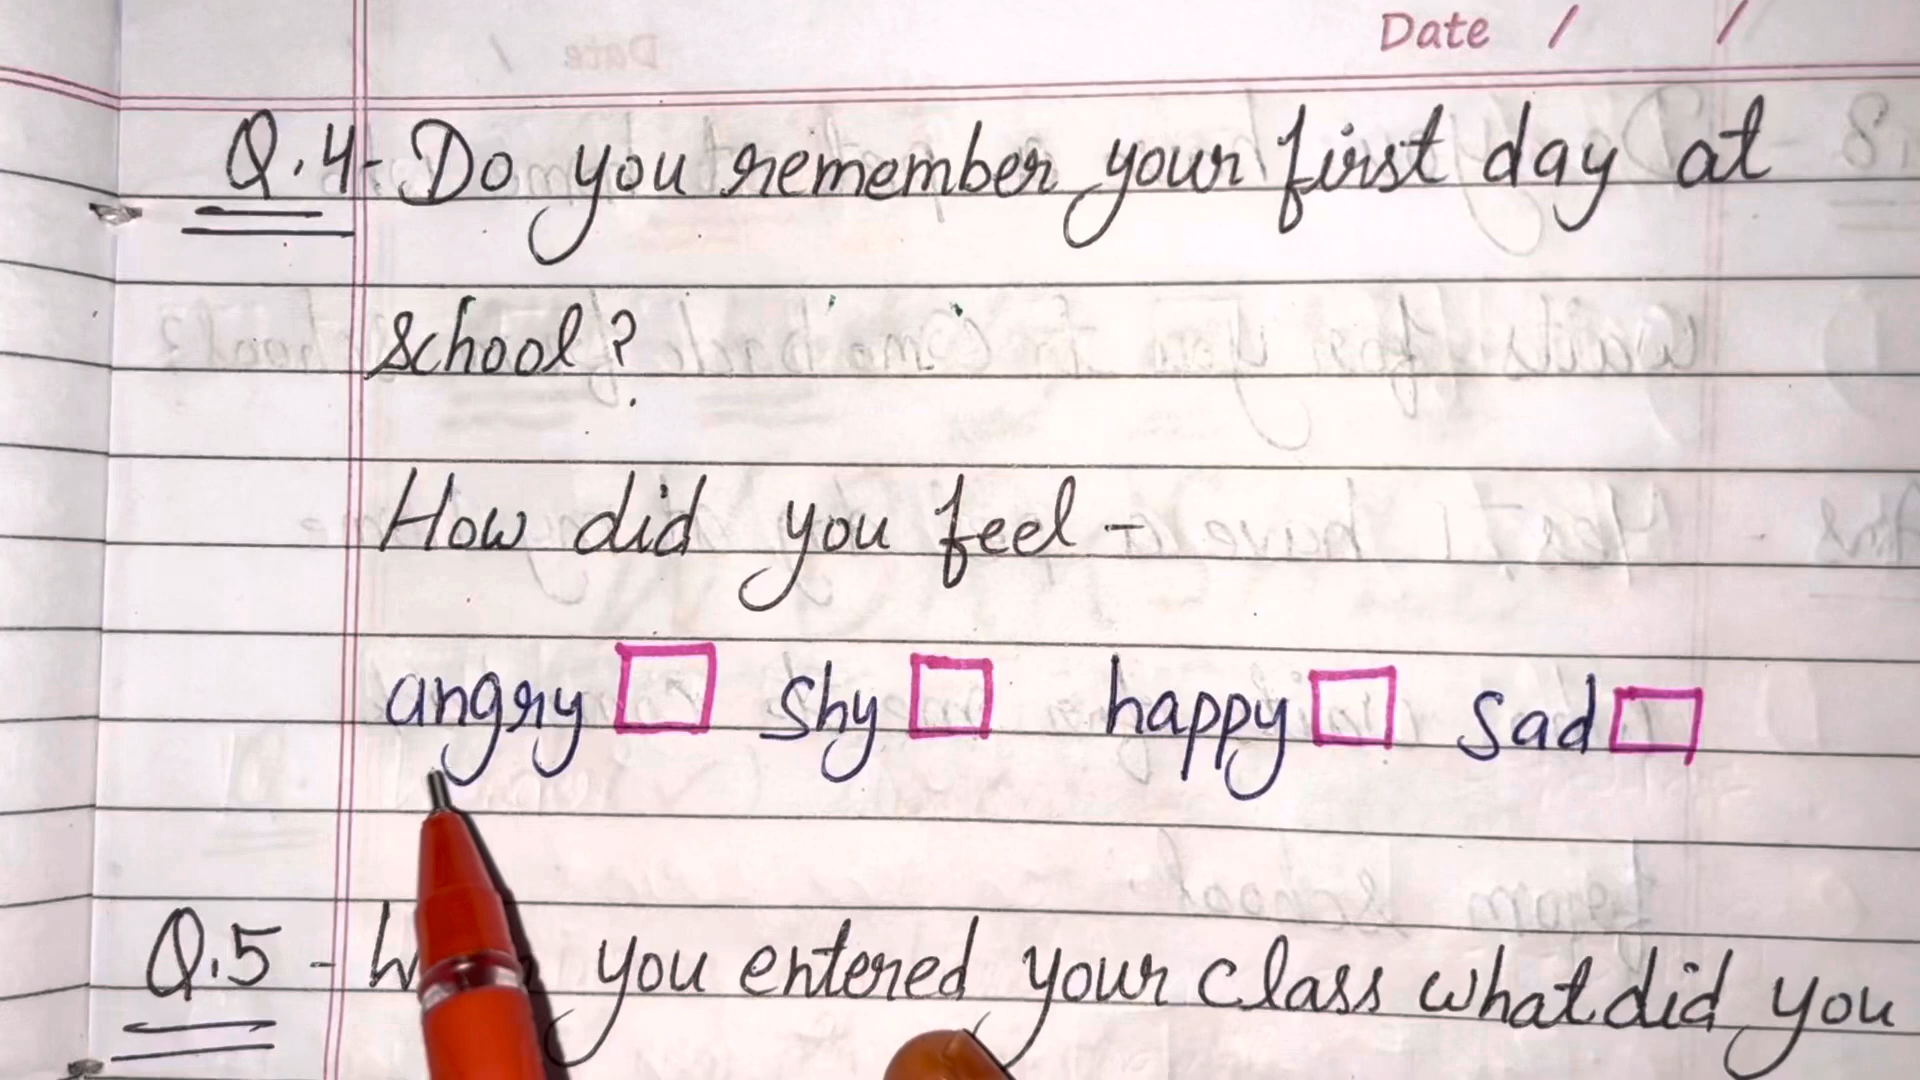 Date / /
Q.4- Do you remember your first day at
school?
How did you feel -
angry shy happy sad
Q.5 - you entered your class what did you